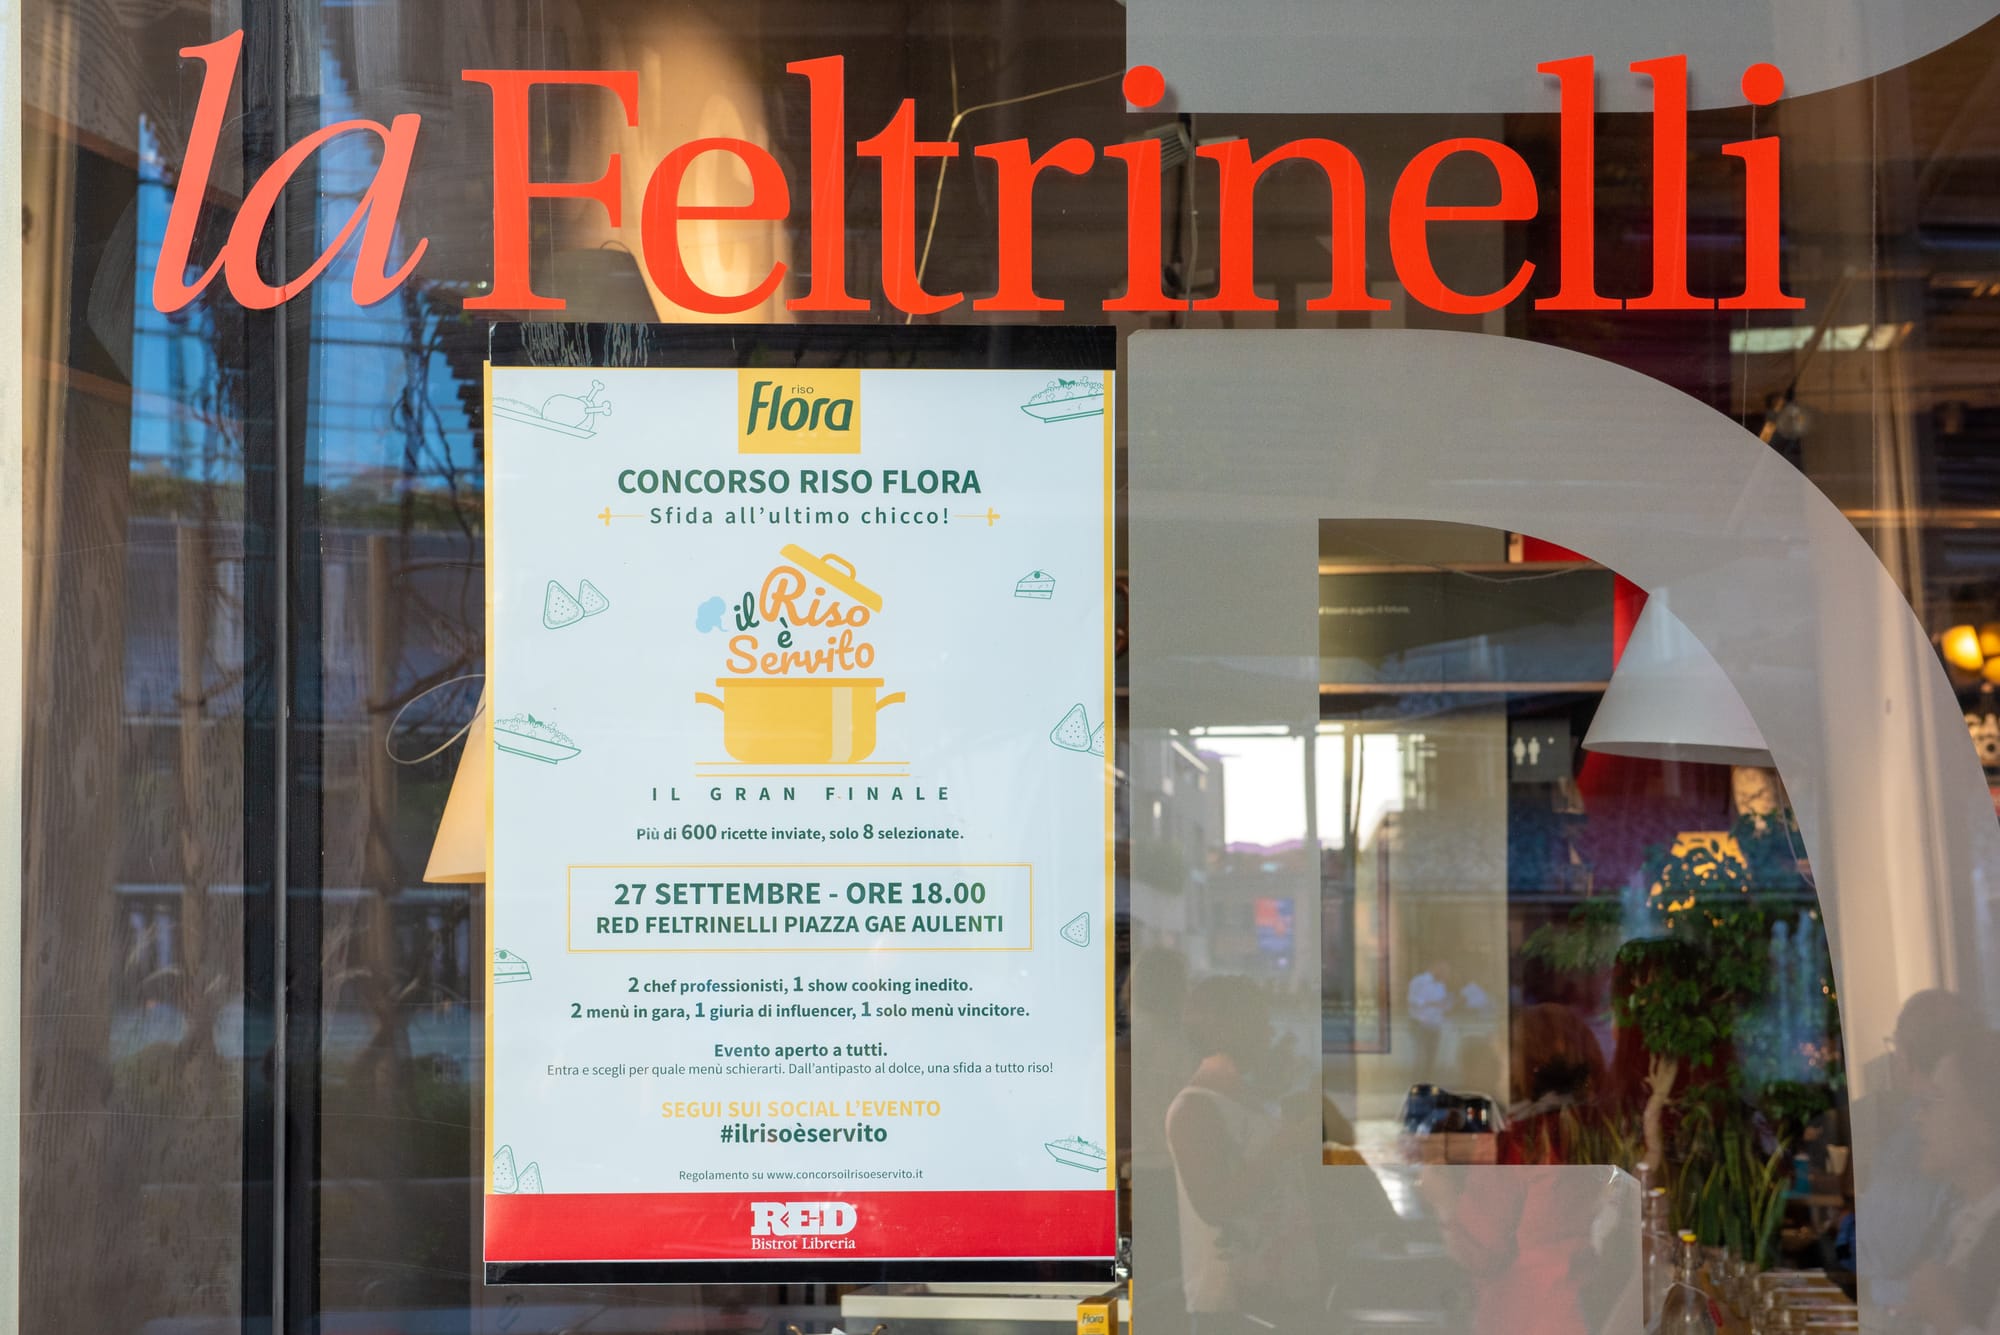 la Feltrinelli
riso
Flora
CONCORSO RISO FLORA
Sfida all'ultimo chicco!
il Riso
è
Servito
IL GRAN FINALE
Più di 600 ricette inviate, solo 8 selezionate.
27 SETTEMBRE - ORE 18.00
RED FELTRINELLI PIAZZA GAE AULENTI
2 chef professionisti, 1 show cooking inedito.
2 menù in gara, 1 giuria di influencer, 1 solo menù vincitore.
Evento aperto a tutti.
Entra e scegli per quale menù schierarti. Dall'antipasto al dolce, una sfida a tutto riso!
SEGUI SUI SOCIAL L'EVENTO
#ilrisoèservito
Regolamento su www.concorsoilrisoeservito.it
RED
Bistrot Libreria
Flora